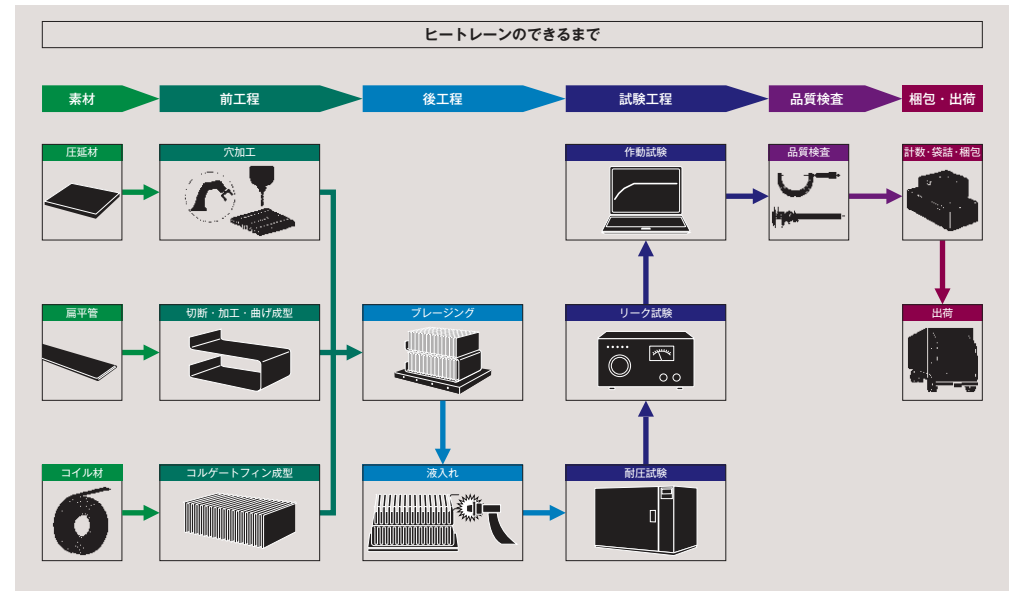 ヒートレーンのできるまで
素材
前工程
後工程
試験工程
品質検査
梱包・出荷
圧延材
穴加工
作動試験
品質検査
計数・袋詰・梱包
扁平管
切断・加工・曲げ成型
ブレージング
リーク試験
出荷
コイル材
コルゲートフィン成型
液入れ
耐圧試験